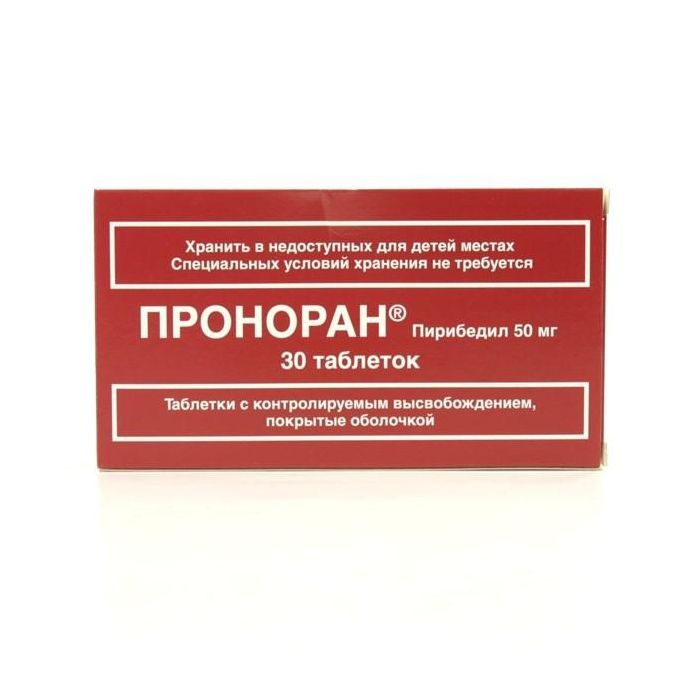 Хранить в недоступных для детей местах
Специальных условий хранения не требуется
ПРОНОРАН® Пирибедил 50 мг
30 таблеток
Таблетки с контролируемым высвобождением,
покрытые оболочкой